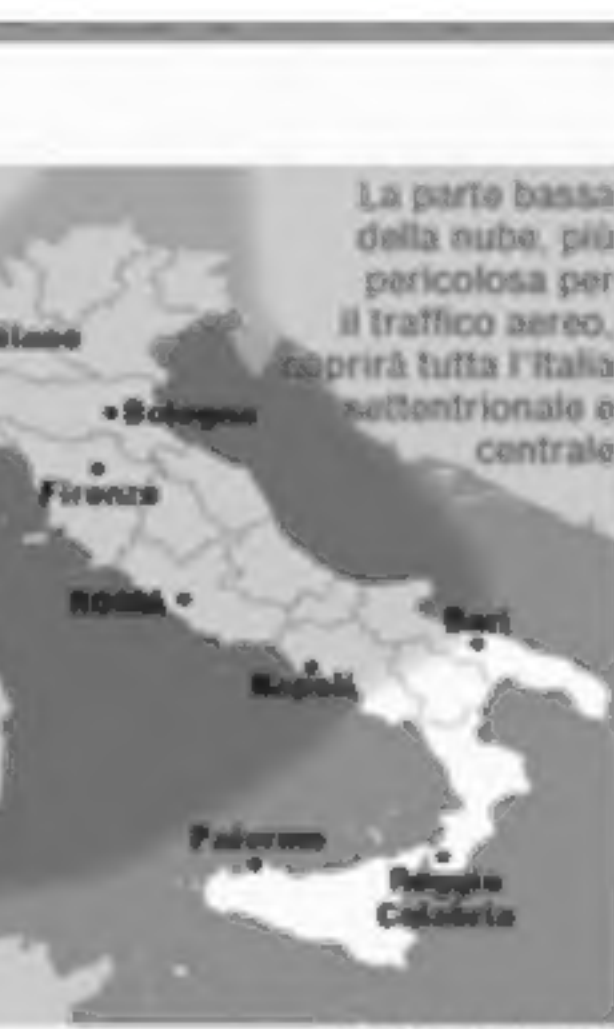 La parte bassa
della nube, più
pericolosa per
il traffico aereo,
coprirà tutta l'Italia
settentrionale e
centrale
Bologna
Firenze
ROMA
Bari
Napoli
Palermo
Reggio
Calabria